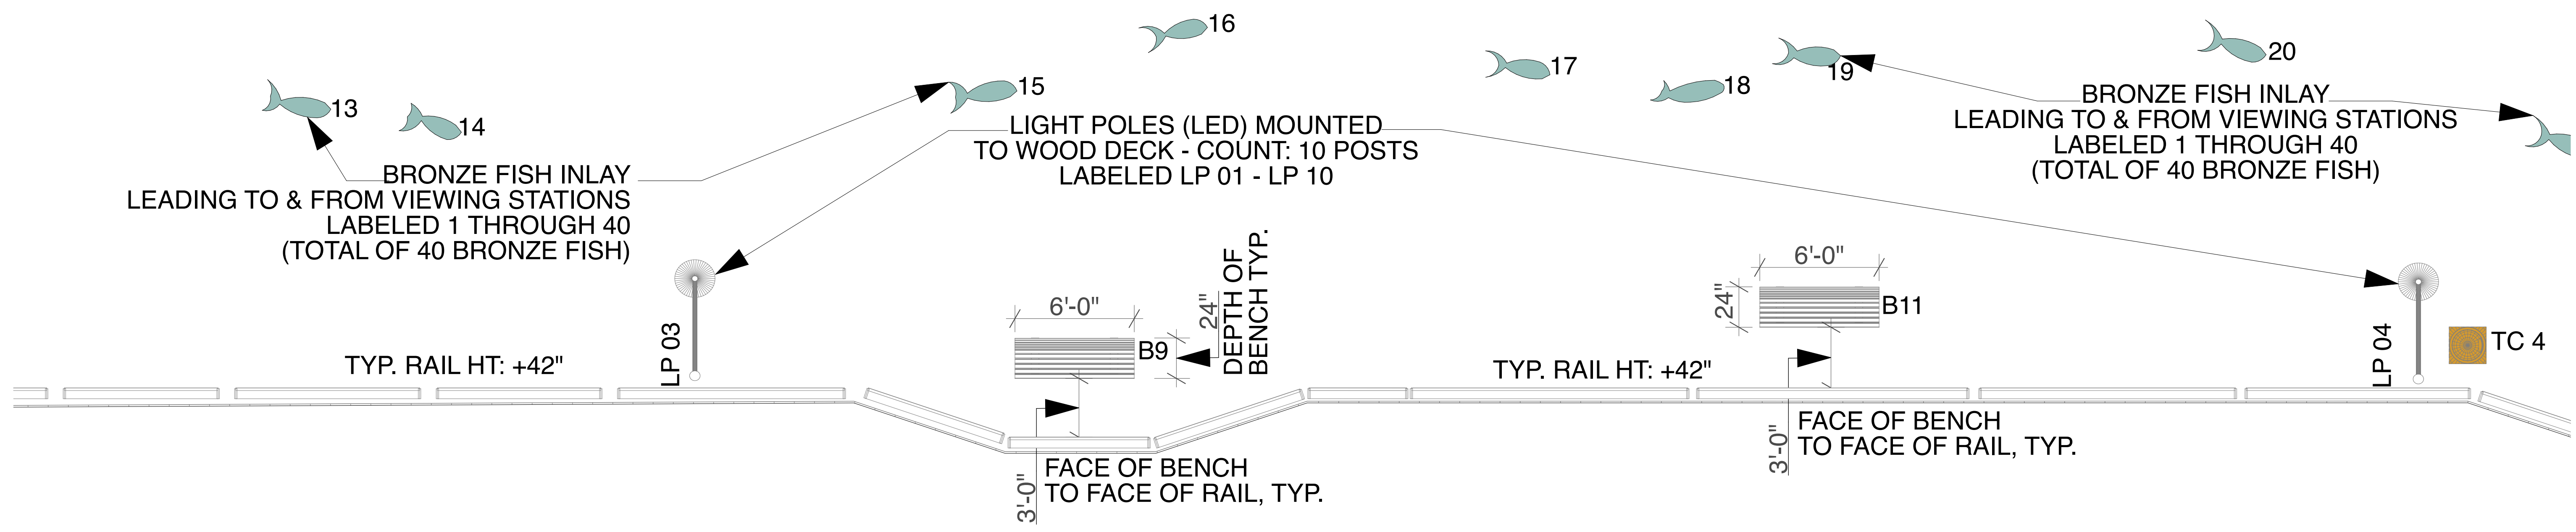 16
20
17
19
15
18
13
14
BRONZE FISH INLAY
LEADING TO & FROM VIEWING STATIONS
LABELED 1 THROUGH 40
(TOTAL OF 40 BRONZE FISH)
LIGHT POLES (LED) MOUNTED
TO WOOD DECK - COUNT: 10 POSTS
LABELED LP 01 - LP 10
BRONZE FISH INLAY
LEADING TO & FROM VIEWING STATIONS
LABELED 1 THROUGH 40
(TOTAL OF 40 BRONZE FISH)
LP 03
TYP. RAIL HT: +42"
6'-0"
B9
24"
DEPTH OF
BENCH TYP.
6'-0"
24"
B11
TYP. RAIL HT: +42"
LP 04
TC 4
3'-0"
FACE OF BENCH
TO FACE OF RAIL, TYP.
3'-0"
FACE OF BENCH
TO FACE OF RAIL, TYP.